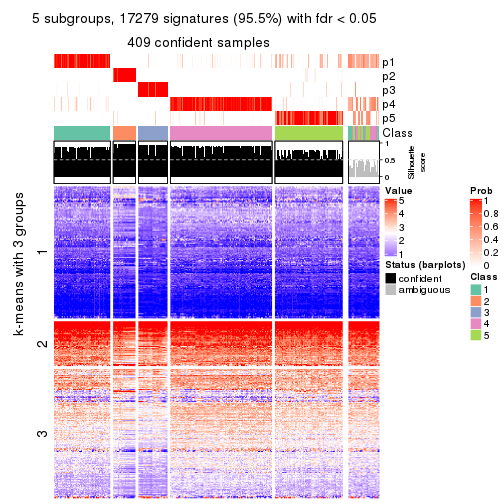 5 subgroups, 17279 signatures (95.5%) with fdr < 0.05
409 confident samples
p1
p2
p3
p4
p5
Class
1
0.5
0
Silhouette
score
k-means with 3 groups
1
2
3
Value
5
4
3
2
1
Status (barplots)
confident
ambiguous
Prob
1
0.8
0.6
0.4
0.2
0
Class
1
2
3
4
5